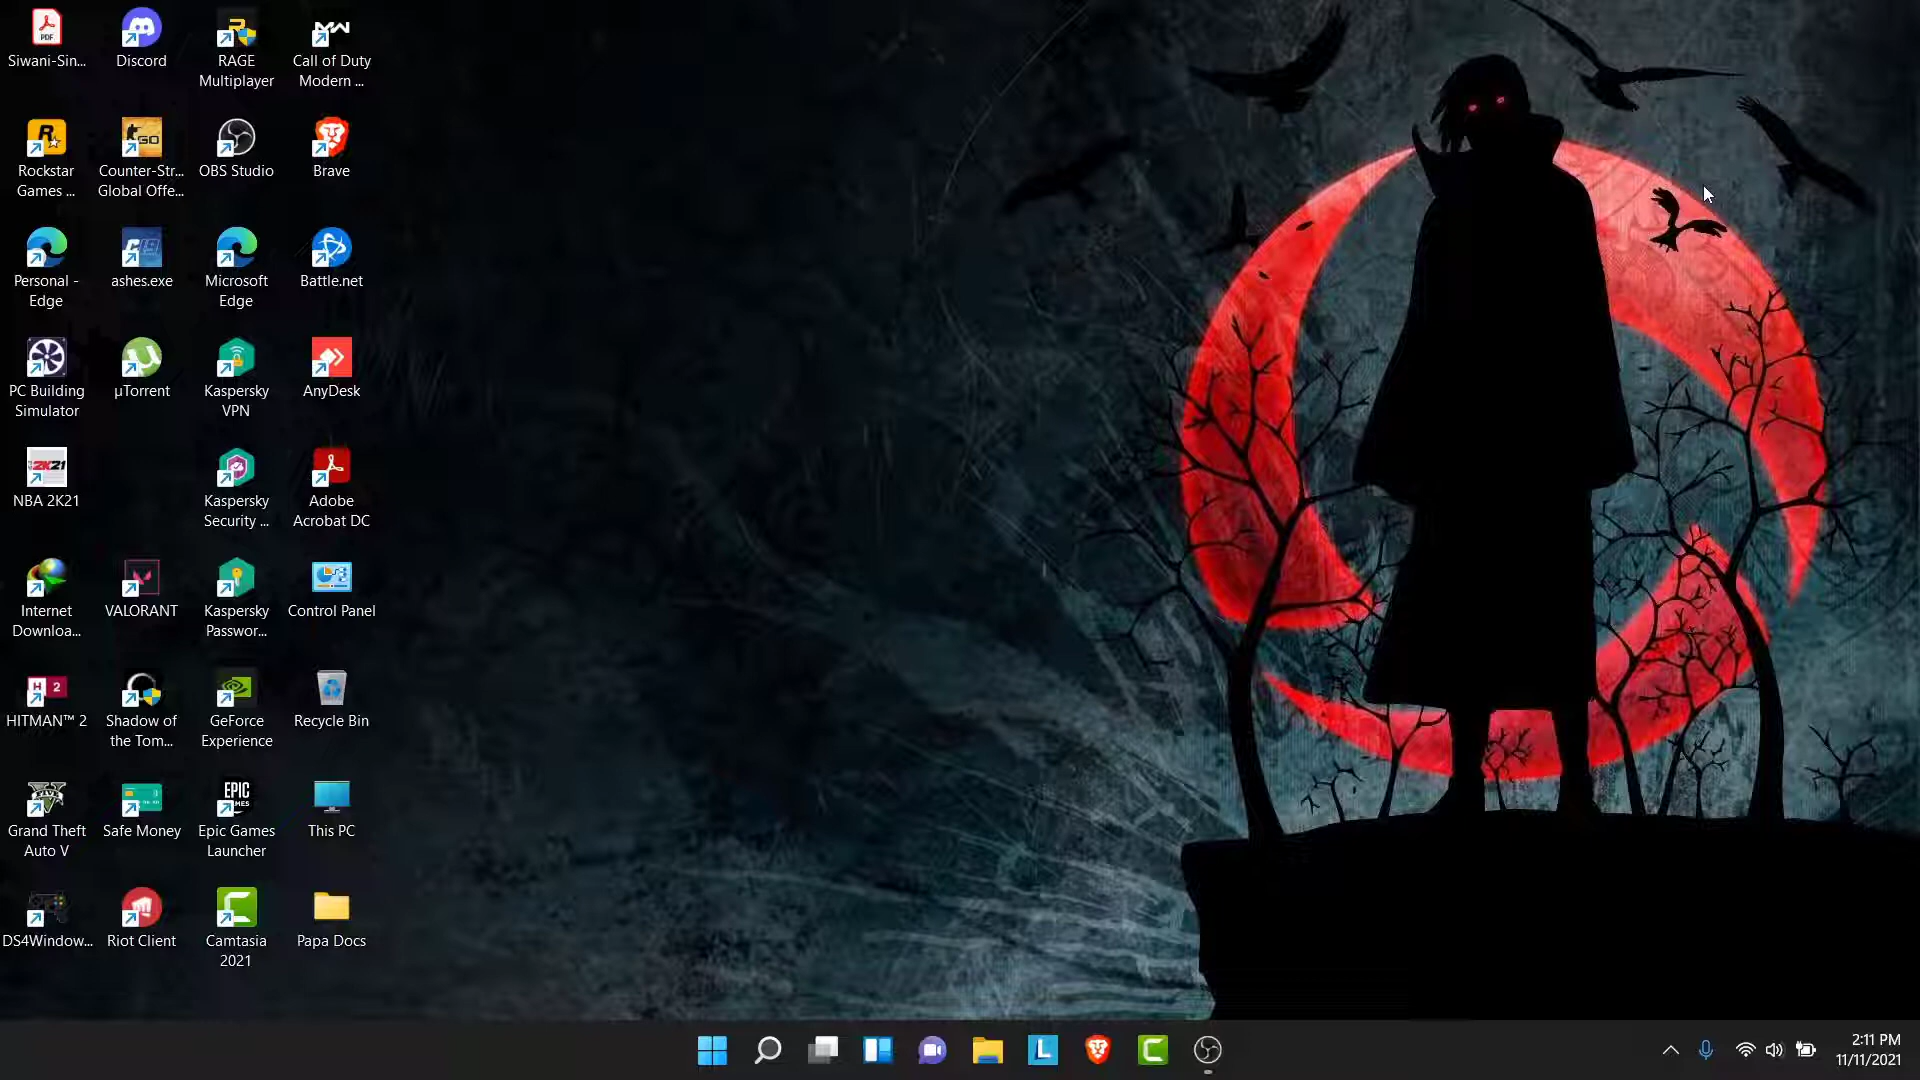 Siwani-Sin...
Discord
RAGE
Multiplayer
Call of Duty
Modern ...
Rockstar
Games ...
Counter-Str...
Global Offe...
OBS Studio
Brave
Personal -
Edge
ashes.exe
Microsoft
Edge
Battle.net
PC Building
Simulator
µTorrent
Kaspersky
VPN
AnyDesk
NBA 2K21
Kaspersky
Security ...
Adobe
Acrobat DC
Internet
Downloa...
VALORANT
Kaspersky
Passwor...
Control Panel
HITMAN™ 2
Shadow of
the Tom...
GeForce
Experience
Recycle Bin
Grand Theft
Auto V
Safe Money
Epic Games
Launcher
This PC
DS4Window...
Riot Client
Camtasia
2021
Papa Docs
2:11 PM
11/11/2021